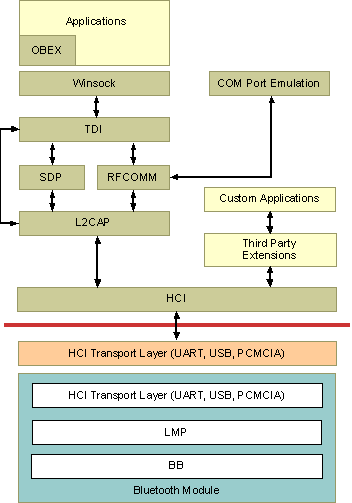 Applications
OBEX
Winsock
COM Port Emulation
TDI
SDP
RFCOMM
Custom Applications
L2CAP
Third Party
Extensions
HCI
HCI Transport Layer (UART, USB, PCMCIA)
HCI Transport Layer (UART, USB, PCMCIA)
LMP
BB
Bluetooth Module